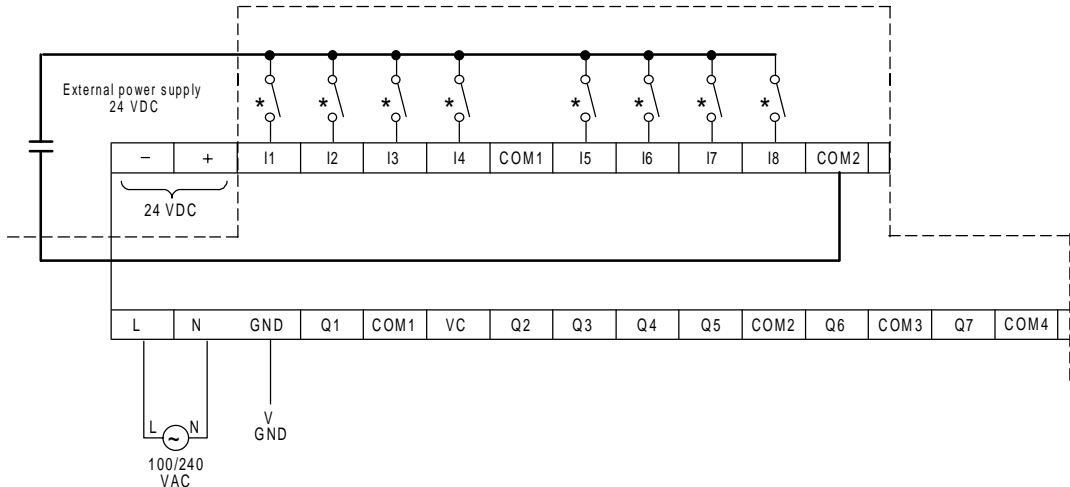 External power supply
24 VDC
* * * * * * * *
– + I1 I2 I3 I4 COM1 I5 I6 I7 I8 COM2
24 VDC
L N GND Q1 COM1 VC Q2 Q3 Q4 Q5 COM2 Q6 COM3 Q7 COM4
L ~ N
V
GND
100/240
VAC